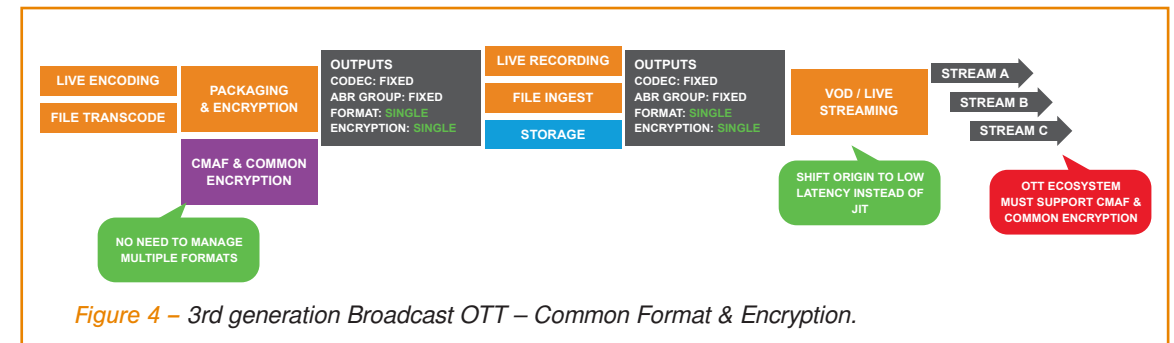 LIVE ENCODING
FILE TRANSCODE
PACKAGING
& ENCRYPTION
CMAF & COMMON
ENCRYPTION
NO NEED TO MANAGE
MULTIPLE FORMATS
OUTPUTS
CODEC: FIXED
ABR GROUP: FIXED
FORMAT: SINGLE
ENCRYPTION: SINGLE
LIVE RECORDING
FILE INGEST
STORAGE
OUTPUTS
CODEC: FIXED
ABR GROUP: FIXED
FORMAT: SINGLE
ENCRYPTION: SINGLE
VOD / LIVE
STREAMING
SHIFT ORIGIN TO LOW
LATENCY INSTEAD OF
JIT
STREAM A
STREAM B
STREAM C
OTT ECOSYSTEM
MUST SUPPORT CMAF &
COMMON ENCRYPTION
Figure 4 – 3rd generation Broadcast OTT – Common Format & Encryption.